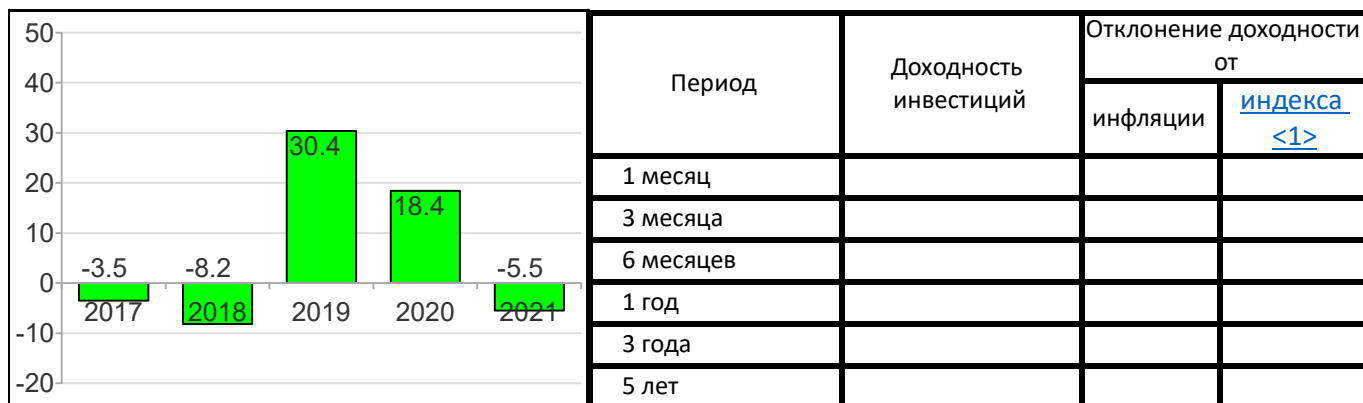 50
40
30
20
10
0
-10
-20
-3.5
-8.2
30.4
18.4
-5.5
2017
2018
2019
2020
2021
Период
Доходность
инвестиций
Отклонение доходности
от
инфляции
индекса
<1>
1 месяц
3 месяца
6 месяцев
1 год
3 года
5 лет